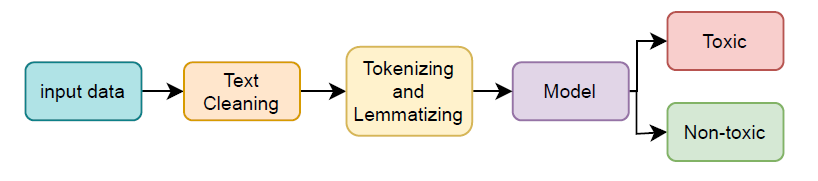 input data
Text
Cleaning
Tokenizing
and
Lemmatizing
Model
Toxic
Non-toxic